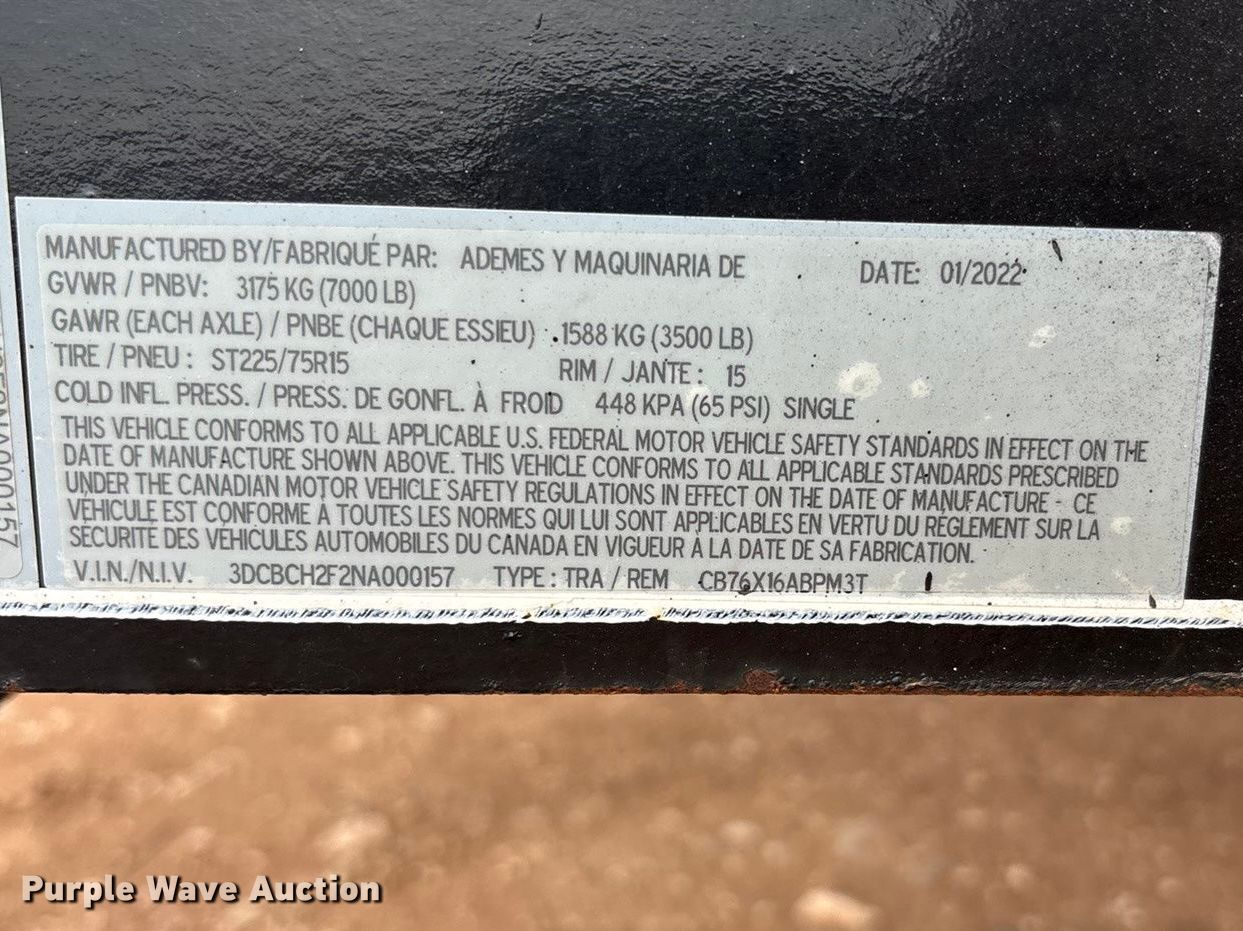 MANUFACTURED BY/FABRIQUÉ PAR: ADEMES Y MAQUINARIA DE DATE: 01/2022
GVWR / PNBV: 3175 KG (7000 LB)
GAWR (EACH AXLE) / PNBE (CHAQUE ESSIEU) 1588 KG (3500 LB)
TIRE / PNEU : ST225/75R15 RIM / JANTE : 15
COLD INFL. PRESS. / PRESS. DE GONFL. À FROID 448 KPA (65 PSI) SINGLE
THIS VEHICLE CONFORMS TO ALL APPLICABLE U.S. FEDERAL MOTOR VEHICLE SAFETY STANDARDS IN EFFECT ON THE
DATE OF MANUFACTURE SHOWN ABOVE. THIS VEHICLE CONFORMS TO ALL APPLICABLE STANDARDS PRESCRIBED
UNDER THE CANADIAN MOTOR VEHICLE SAFETY REGULATIONS IN EFFECT ON THE DATE OF MANUFACTURE - CE
VÉHICULE EST CONFORME À TOUTES LES NORMES QUI LUI SONT APPLICABLES EN VERTU DU RÈGLEMENT SUR LA
SÉCURITÉ DES VÉHICULES AUTOMOBILES DU CANADA EN VIGUEUR À LA DATE DE SA FABRICATION.
V.I.N./N.I.V. 3DCBCH2F2NA000157 TYPE : TRA / REM CB76X16ABPM3T
Purple Wave Auction